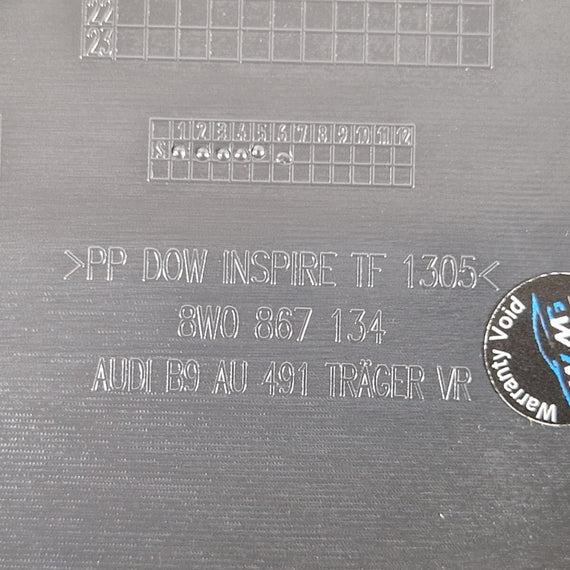 22
23
1 2 3 4 5 6 7 8 9 10 11 12
S
>PP DOW INSPIRE TF 1305<
8W0 867 134
AUDI B9 AU 491 TRÄGER VR
Warranty Void